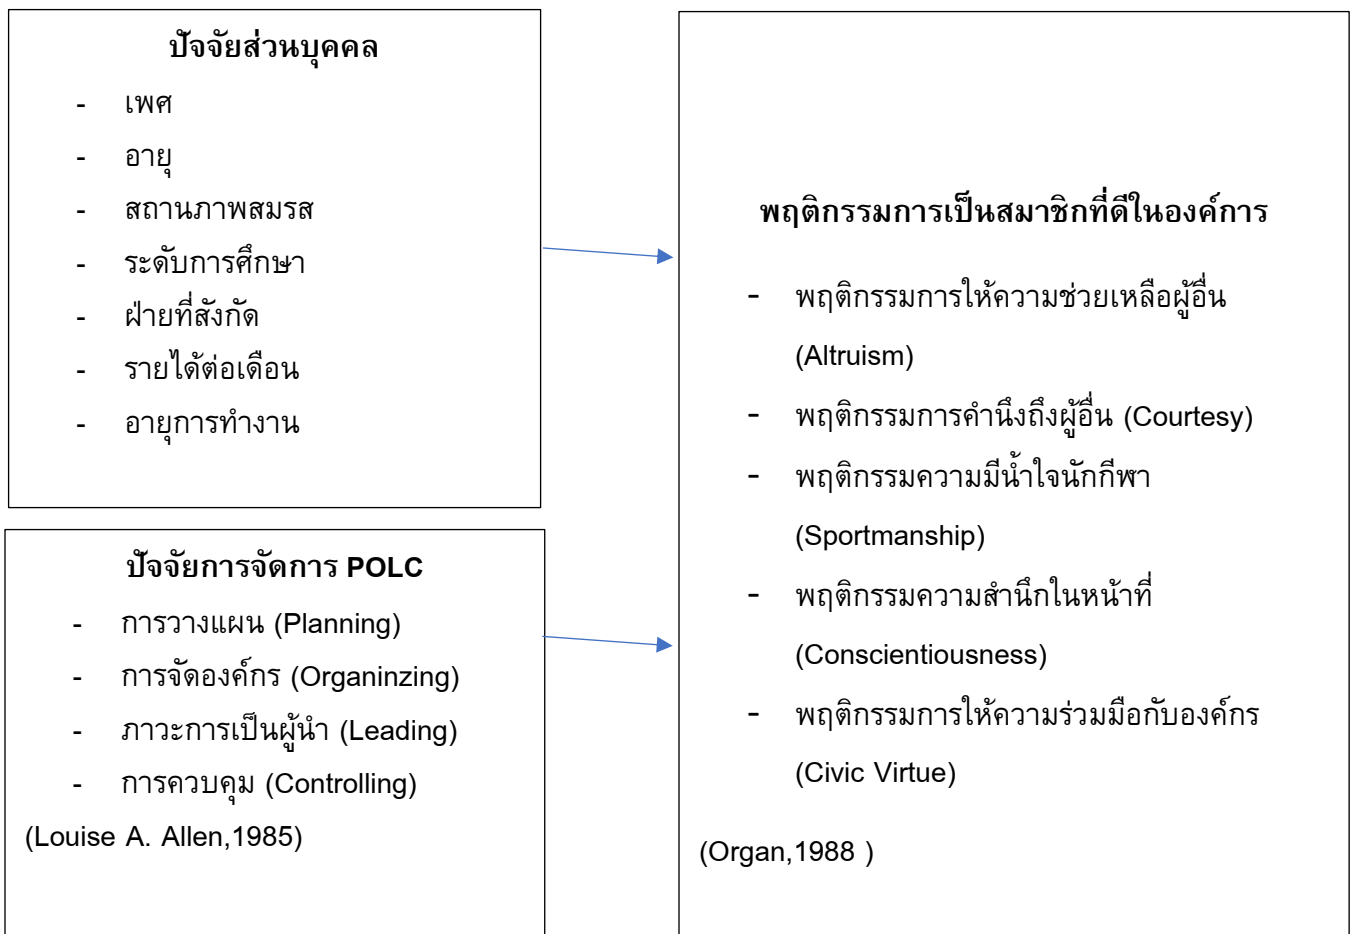 ปัจจัยส่วนบุคคล
- เพศ
- อายุ
- สถานภาพสมรส
- ระดับการศึกษา
- ฝ่ายที่สังกัด
- รายได้ต่อเดือน
- อายุการทำงาน
ปัจจัยการจัดการ POLC
- การวางแผน (Planning)
- การจัดองค์กร (Organinzing)
- ภาวะการเป็นผู้นำ (Leading)
- การควบคุม (Controlling)
(Louise A. Allen,1985)
พฤติกรรมการเป็นสมาชิกที่ดีในองค์การ
- พฤติกรรมการให้ความช่วยเหลือผู้อื่น
(Altruism)
- พฤติกรรมการคำนึงถึงผู้อื่น (Courtesy)
- พฤติกรรมความมีน้ำใจนักกีฬา
(Sportmanship)
- พฤติกรรมความสำนึกในหน้าที่
(Conscientiousness)
- พฤติกรรมการให้ความร่วมมือกับองค์กร
(Civic Virtue)
(Organ,1988 )